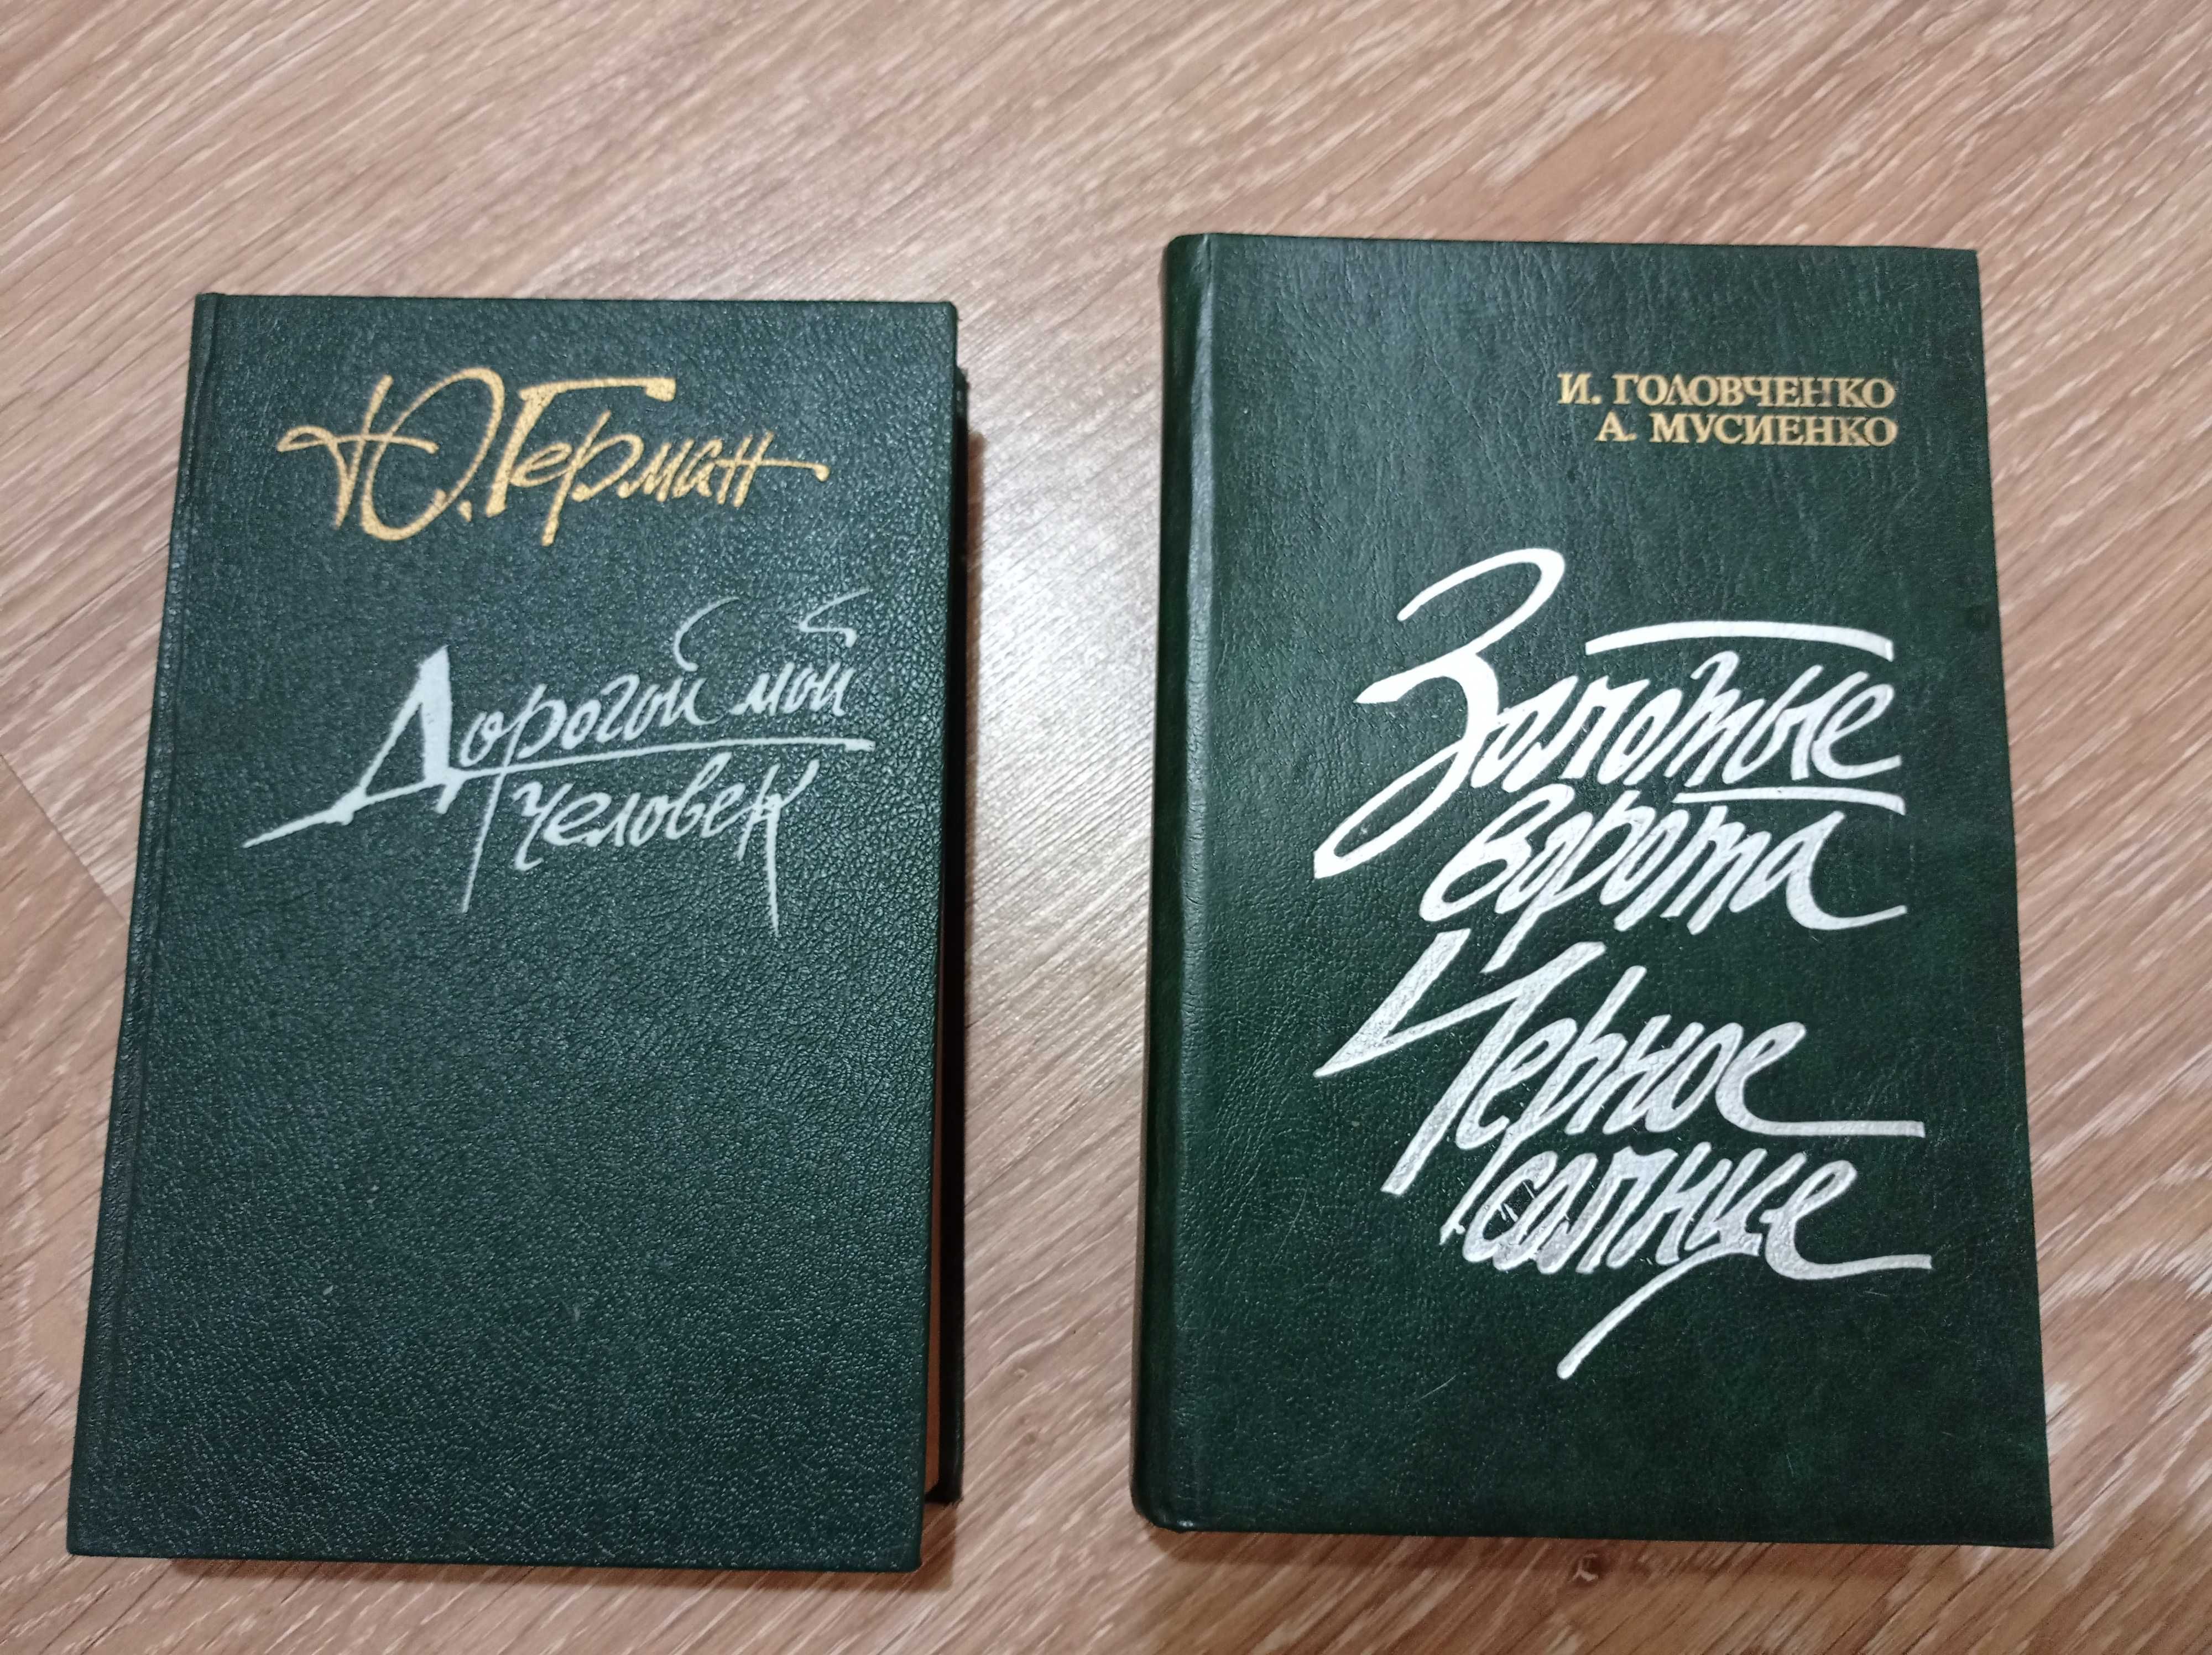 Ю. Герман
Дорогой мой
человек
И. ГОЛОВЧЕНКО
А. МУСИЕНКО
Золотые
ворота
Черное
солнце